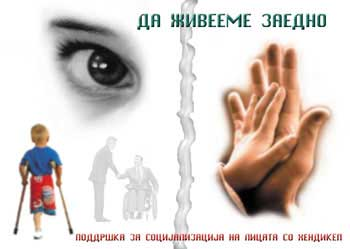 ДА ЖИВЕЕМЕ ЗАЕДНО
ПОДДРШКА ЗА СОЦИЈАЛИЗАЦИЈА НА ЛИЦАТА СО ХЕНДИКЕП